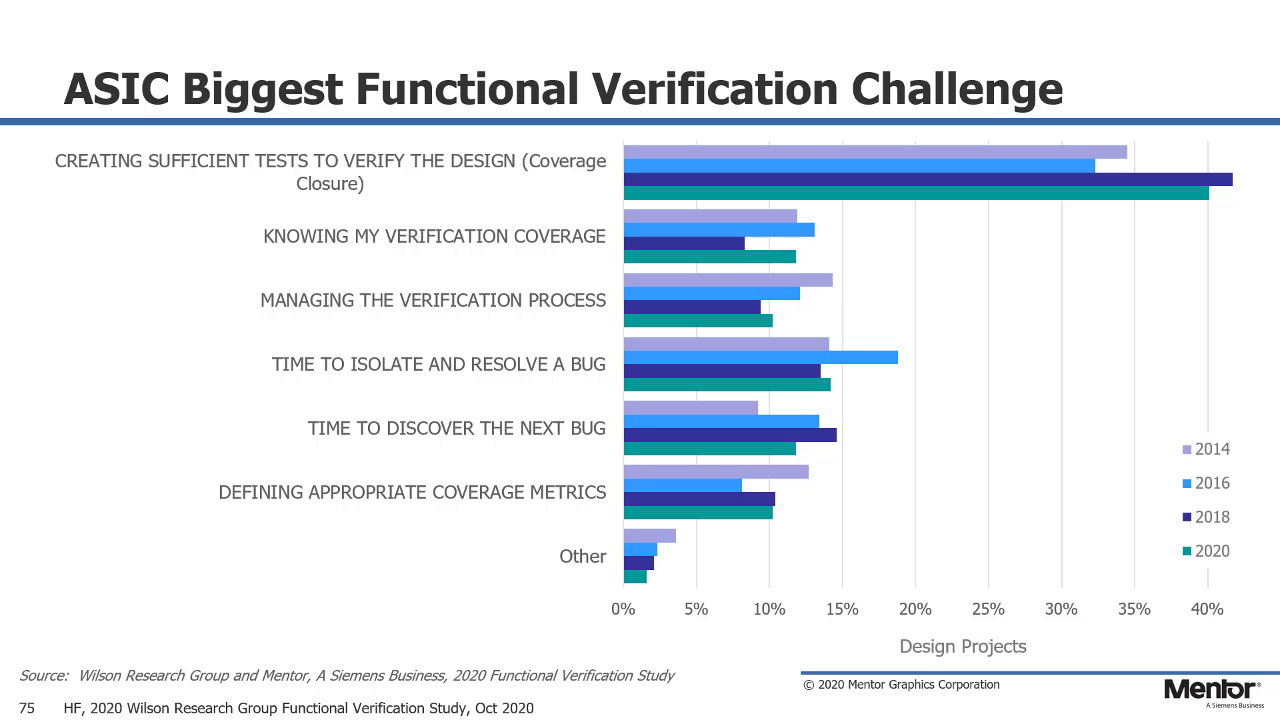 ASIC Biggest Functional Verification Challenge
CREATING SUFFICIENT TESTS TO VERIFY THE DESIGN (Coverage
Closure)
KNOWING MY VERIFICATION COVERAGE
MANAGING THE VERIFICATION PROCESS
TIME TO ISOLATE AND RESOLVE A BUG
TIME TO DISCOVER THE NEXT BUG
DEFINING APPROPRIATE COVERAGE METRICS
Other
2014
2016
2018
2020
0% 5% 10% 15% 20% 25% 30% 35% 40%
Design Projects
Source: Wilson Research Group and Mentor, A Siemens Business, 2020 Functional Verification Study
© 2020 Mentor Graphics Corporation
Mentor®
A Siemens Business
75 HF, 2020 Wilson Research Group Functional Verification Study, Oct 2020